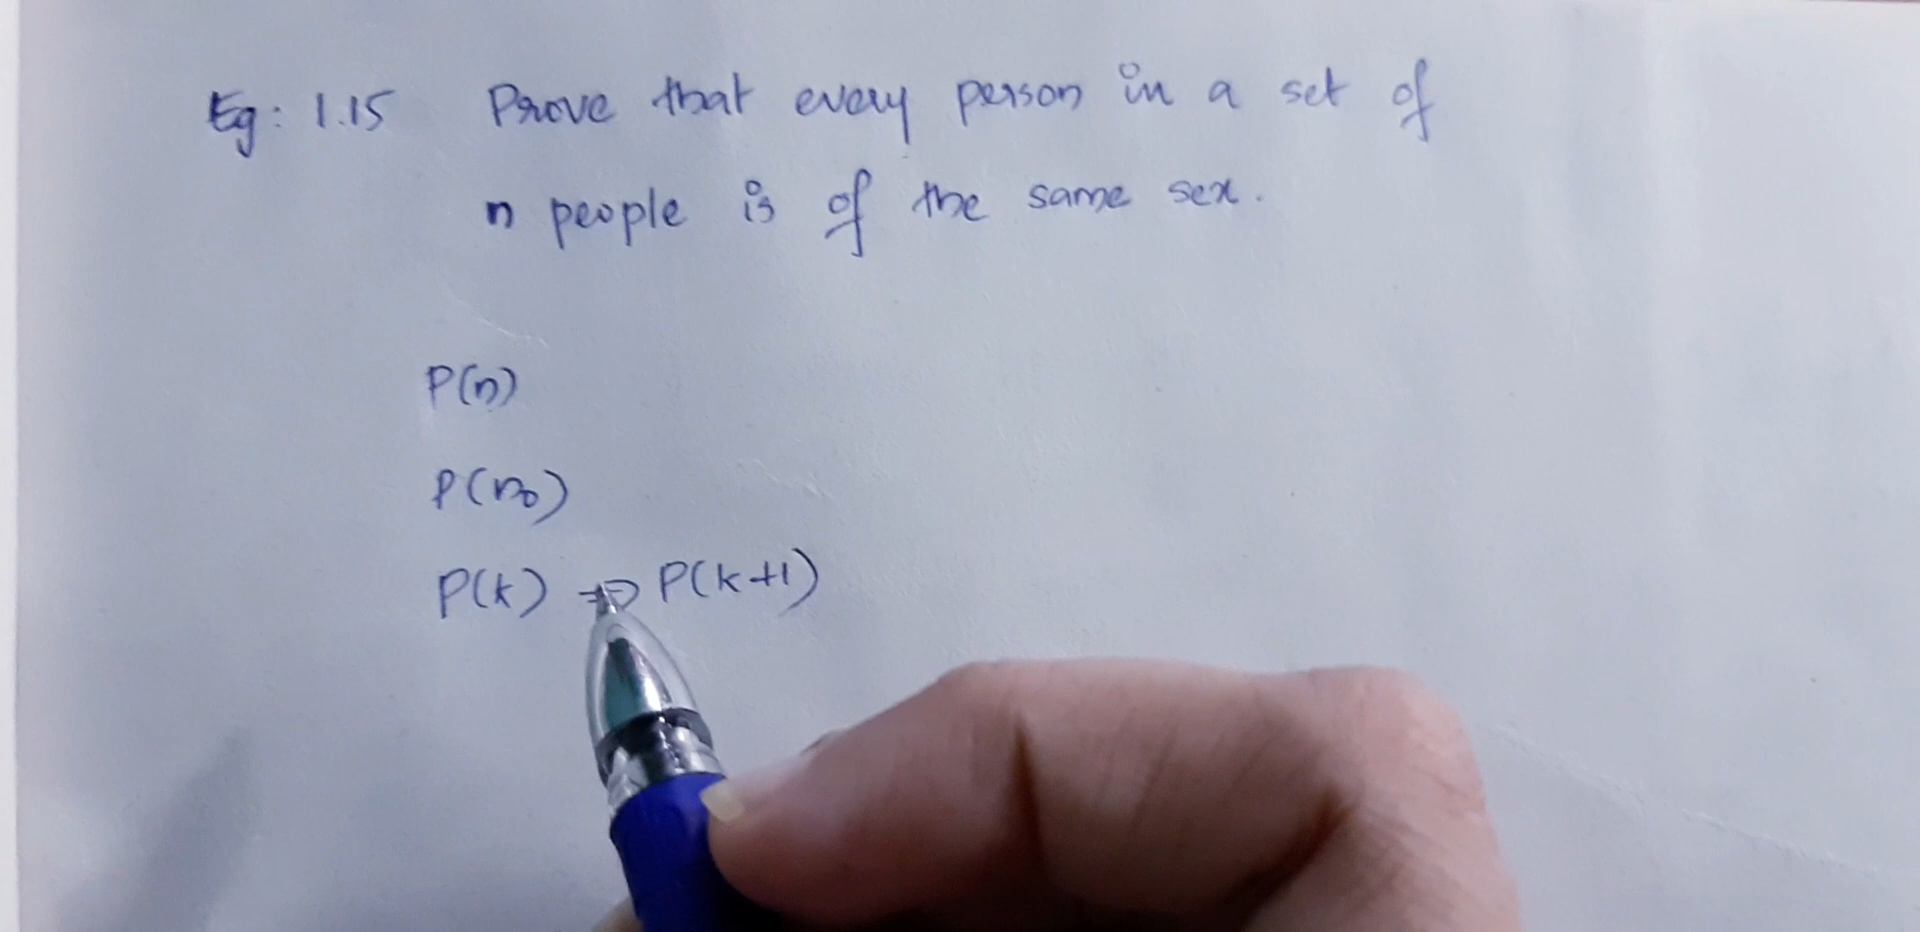 Eg: 1.15 Prove that every person in a set of
n people is of the same sex.
P(n)
P(n₀)
P(k) ⇒ P(k+1)